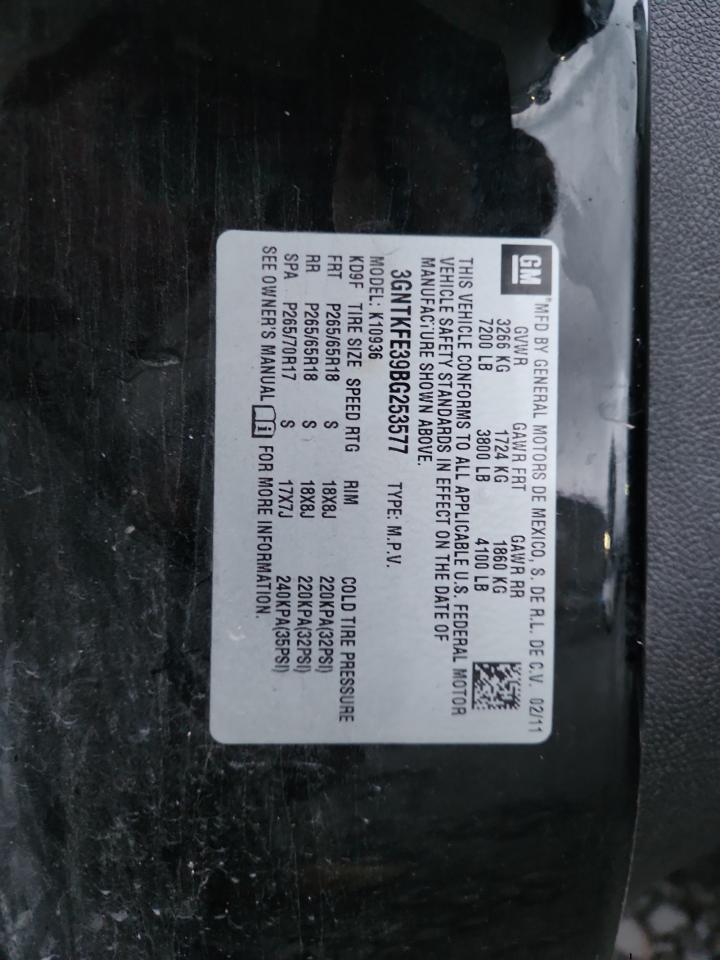 GM
MFD BY GENERAL MOTORS DE MEXICO, S. DE R.L. DE C.V. 02/11
GVWR GAWR FRT GAWR RR
3266 KG 1724 KG 1860 KG
7200 LB 3800 LB 4100 LB
THIS VEHICLE CONFORMS TO ALL APPLICABLE U.S. FEDERAL MOTOR
VEHICLE SAFETY STANDARDS IN EFFECT ON THE DATE OF
MANUFACTURE SHOWN ABOVE.
3GNTKFE39BG253577 TYPE: M.P.V.
MODEL: K10936
KD9F TIRE SIZE SPEED RTG RIM COLD TIRE PRESSURE
FRT P265/65R18 S 18X8J 220KPA(32PSI)
RR P265/65R18 S 18X8J 220KPA(32PSI)
SPA P265/70R17 S 17X7J 240KPA(35PSI)
SEE OWNER'S MANUAL i FOR MORE INFORMATION.